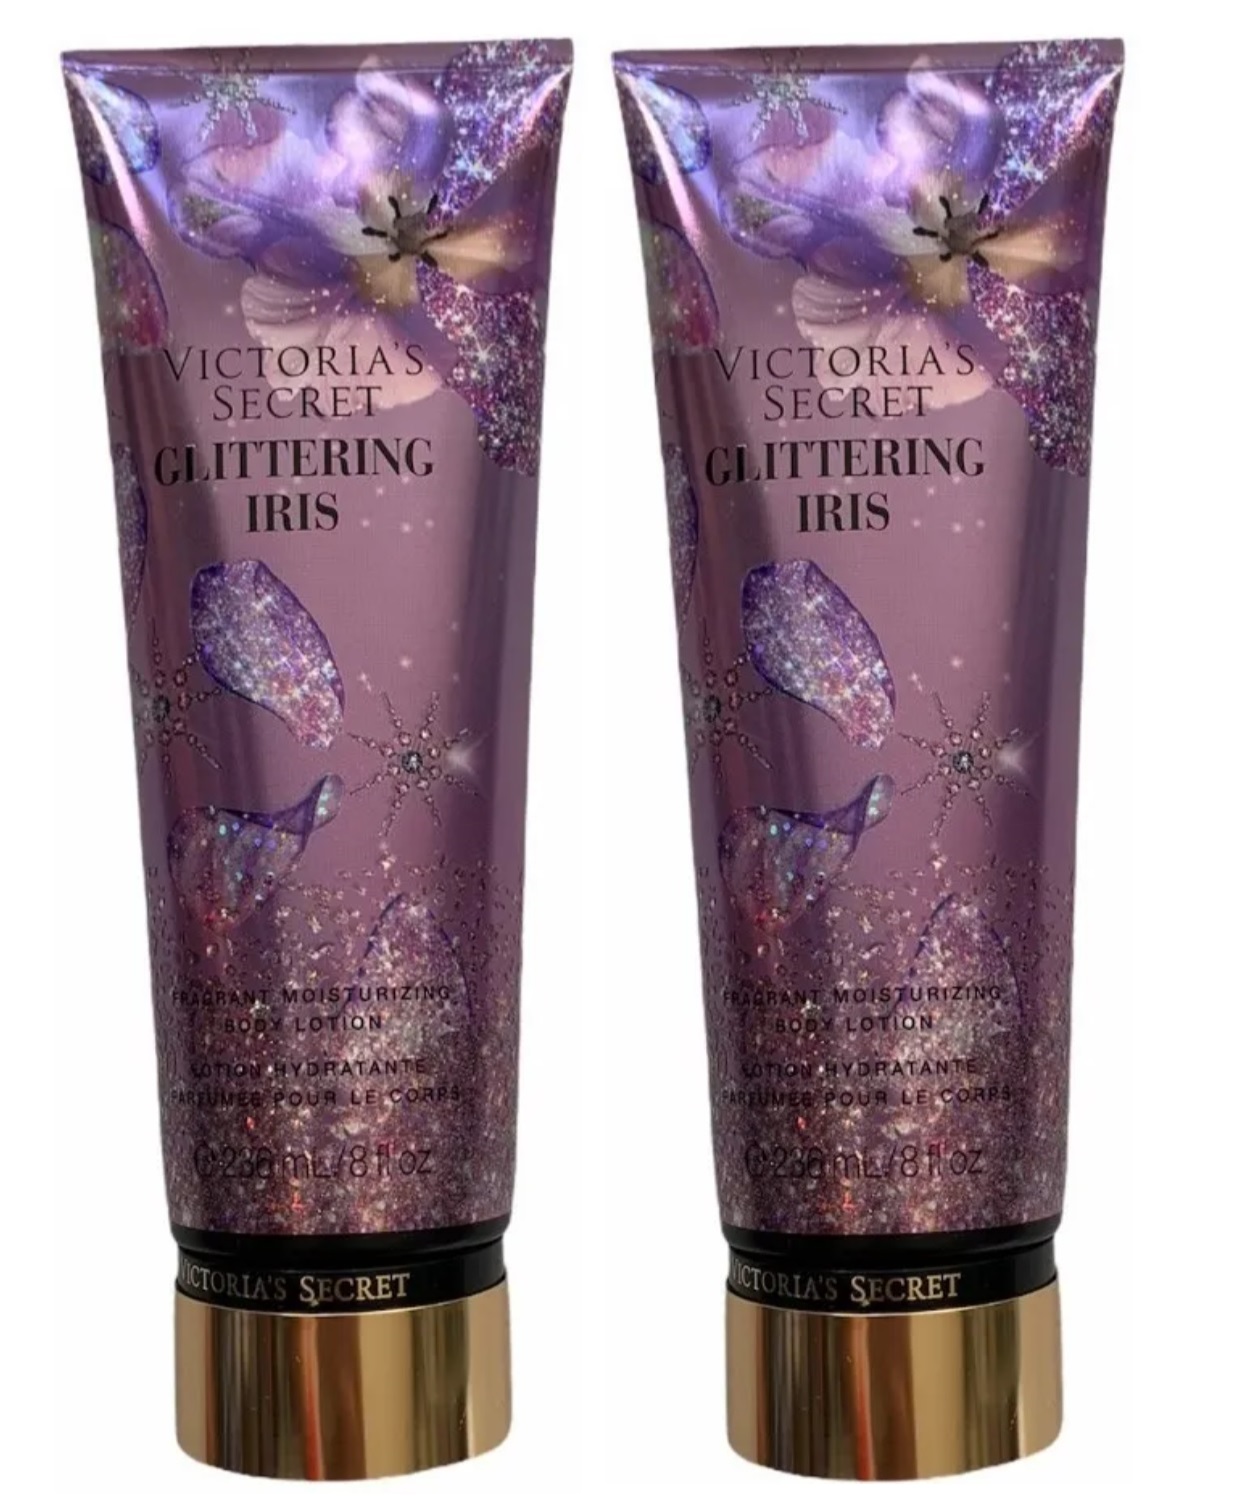 VICTORIA'S
SECRET
GLITTERING
IRIS
FRAGRANT MOISTURIZING
BODY LOTION
LOTION HYDRATANTE
PARFUMÉE POUR LE CORPS
℮ 236 mL/8 fl oz
VICTORIA'S SECRET
VICTORIA'S
SECRET
GLITTERING
IRIS
FRAGRANT MOISTURIZING
BODY LOTION
LOTION HYDRATANTE
PARFUMÉE POUR LE CORPS
℮ 236 mL/8 fl oz
VICTORIA'S SECRET